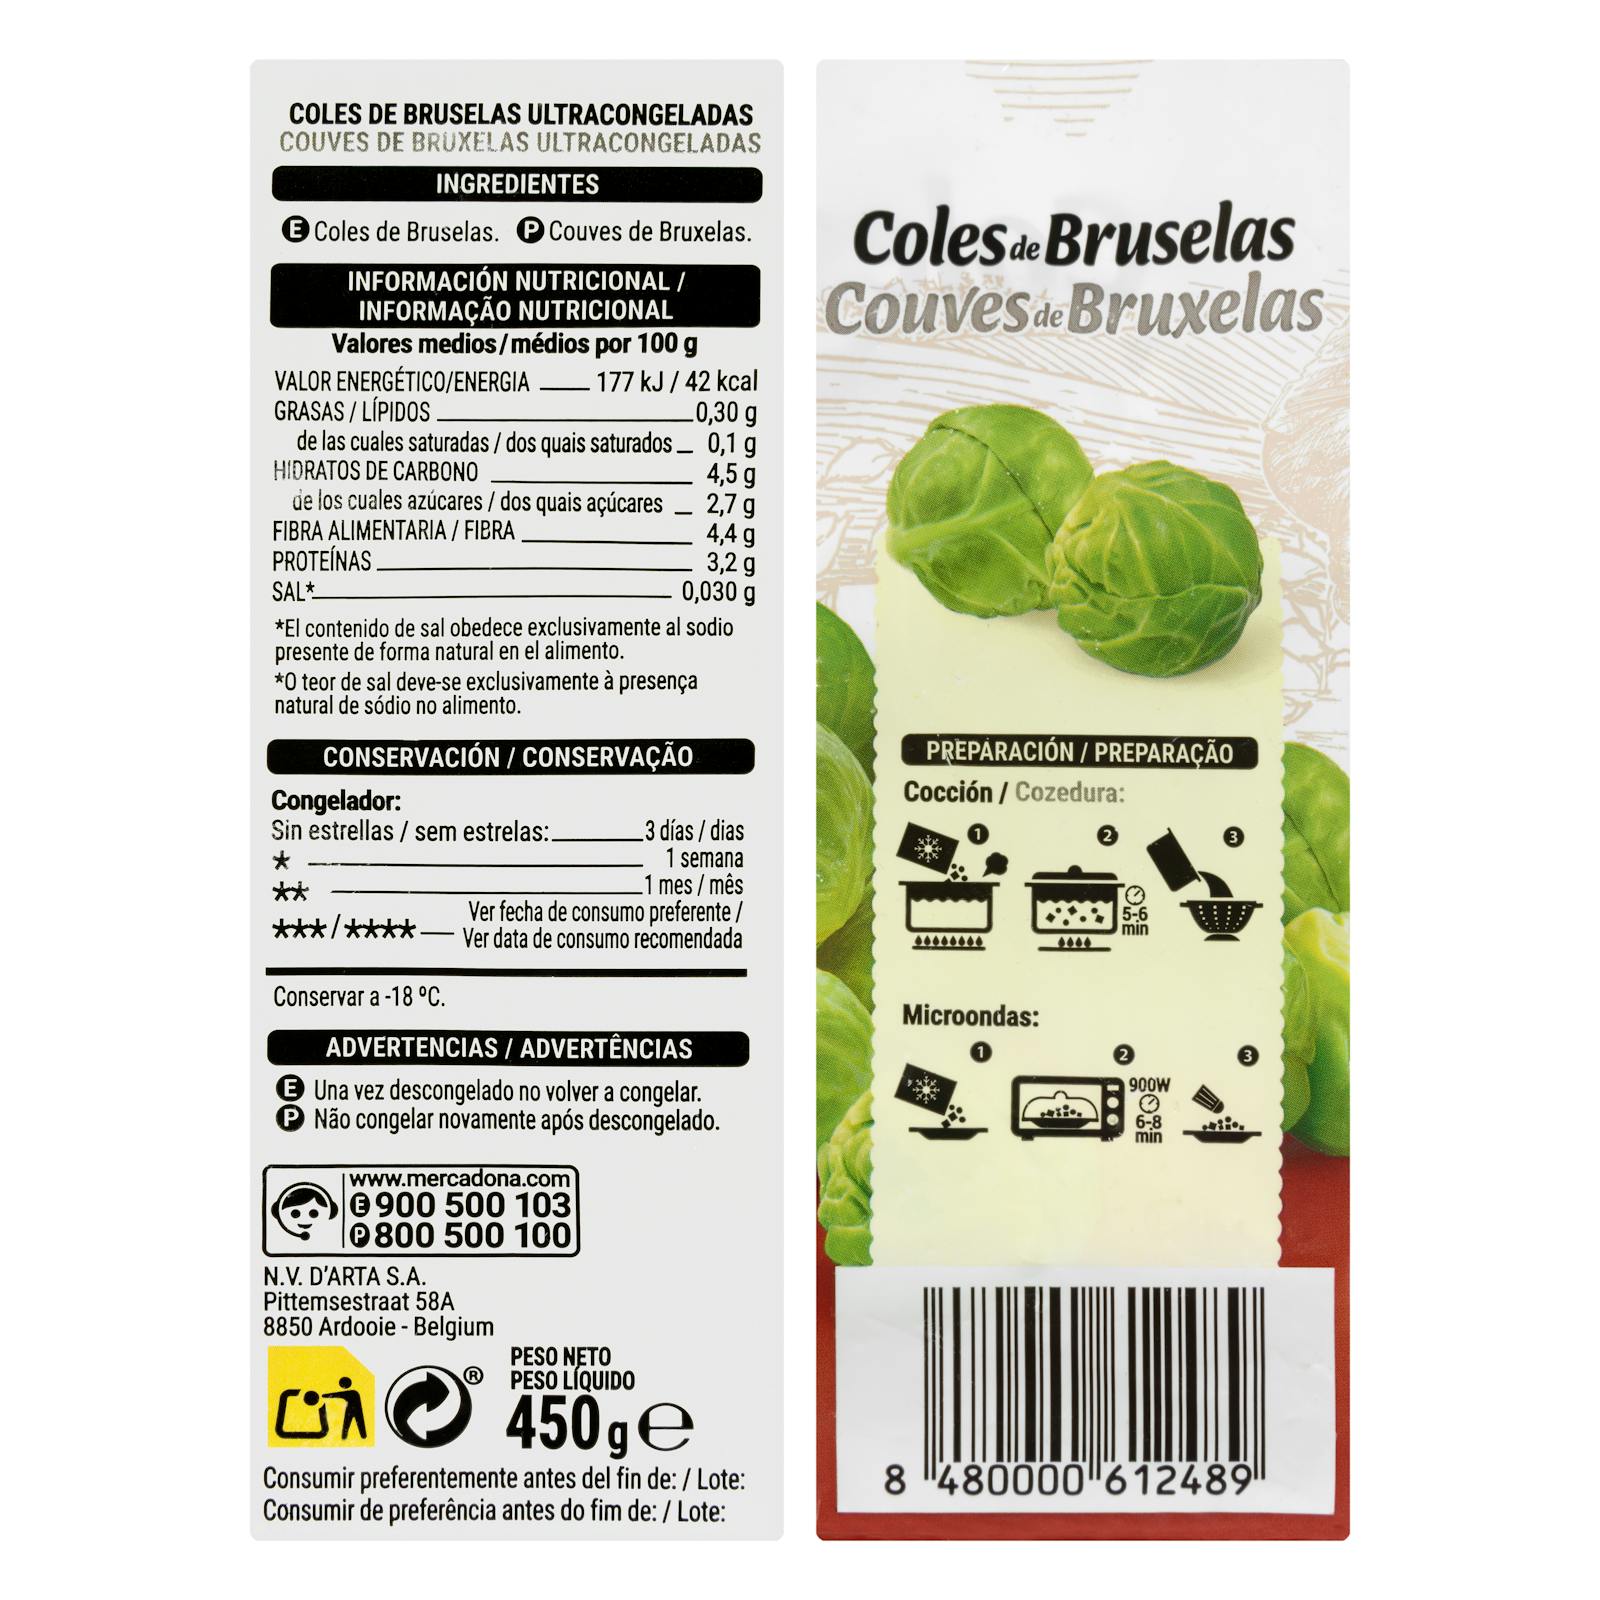 COLES DE BRUSELAS ULTRACONGELADAS
COUVES DE BRUXELAS ULTRACONGELADAS
INGREDIENTES
E Coles de Bruselas. P Couves de Bruxelas.
INFORMACIÓN NUTRICIONAL /
INFORMAÇÃO NUTRICIONAL
Valores medios / médios por 100 g
VALOR ENERGÉTICO/ENERGIA 177 kJ / 42 kcal
GRASAS / LÍPIDOS 0,30 g
de las cuales saturadas / dos quais saturados 0,1 g
HIDRATOS DE CARBONO 4,5 g
de los cuales azúcares / dos quais açúcares 2,7 g
FIBRA ALIMENTARIA / FIBRA 4,4 g
PROTEÍNAS 3,2 g
SAL* 0,030 g
*El contenido de sal obedece exclusivamente al sodio
presente de forma natural en el alimento.
*O teor de sal deve-se exclusivamente à presença
natural de sódio no alimento.
CONSERVACIÓN / CONSERVAÇÃO
Congelador:
Sin estrellas / sem estrelas: 3 días / dias
* 1 semana
** 1 mes / mês
***/**** Ver fecha de consumo preferente /
Ver data de consumo recomendada
Conservar a -18 ºC.
ADVERTENCIAS / ADVERTÊNCIAS
E Una vez descongelado no volver a congelar.
P Não congelar novamente após descongelado.
www.mercadona.com
E 900 500 103
P 800 500 100
N.V. D'ARTA S.A.
Pittemsestraat 58A
8850 Ardooie - Belgium
PESO NETO
PESO LÍQUIDO
450 g e
®
Consumir preferentemente antes del fin de: / Lote:
Consumir de preferência antes do fim de: / Lote:
Coles de Bruselas
Couves de Bruxelas
PREPARACIÓN / PREPARAÇÃO
Cocción / Cozedura:
1 2 3
5-6
min
Microondas:
1 2 3
900W
6-8
min
8 480000 612489